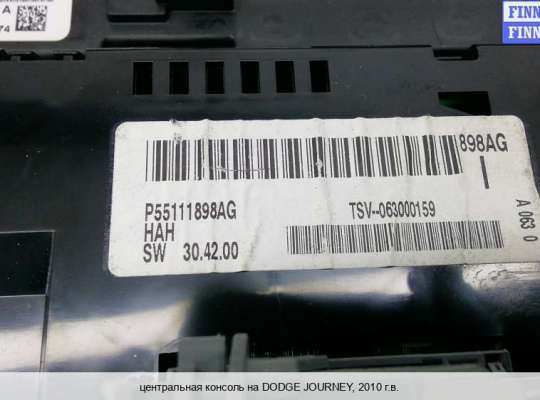 A
74
FINN
FINN
898AG
I
P55111898AG
HAH
SW 30.42.00
TSV--063000159
A 063 0
центральная консоль на DODGE JOURNEY, 2010 г.в.